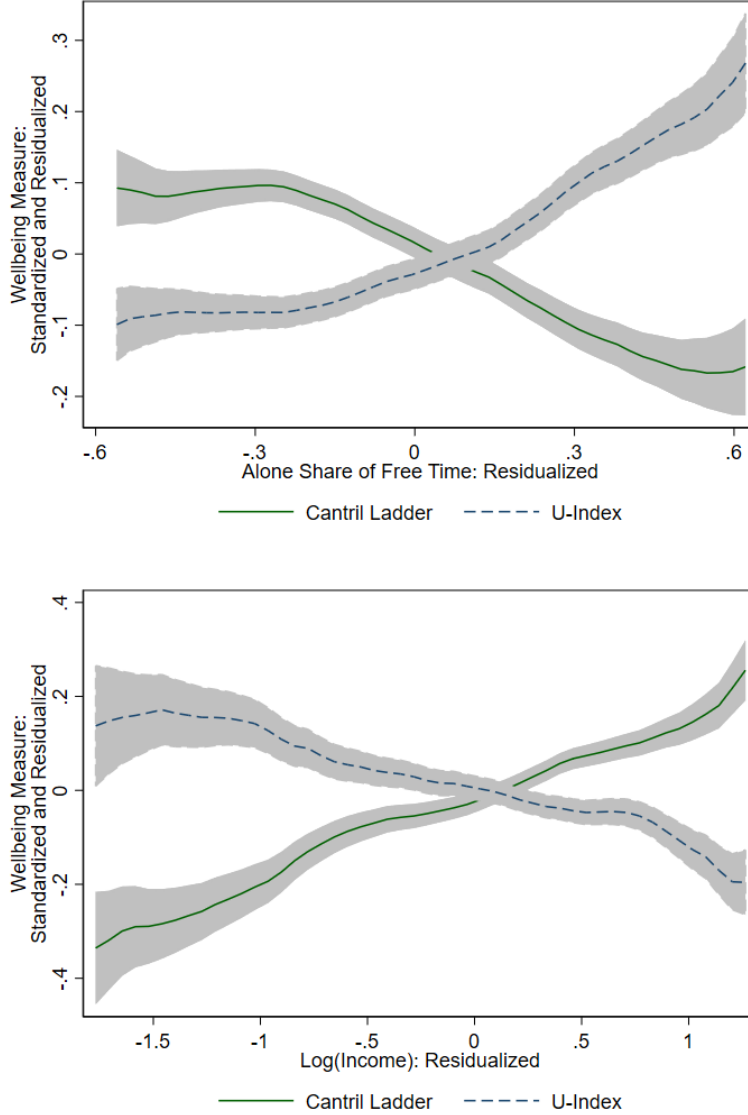 Wellbeing Measure:
Standardized and Residualized
.3
.2
.1
0
-.1
-.2
-.6
-.3
0
.3
.6
Alone Share of Free Time: Residualized
Cantril Ladder
U-Index
Wellbeing Measure:
Standardized and Residualized
.4
.2
0
-.2
-.4
-1.5
-1
-.5
0
.5
1
Log(Income): Residualized
Cantril Ladder
U-Index